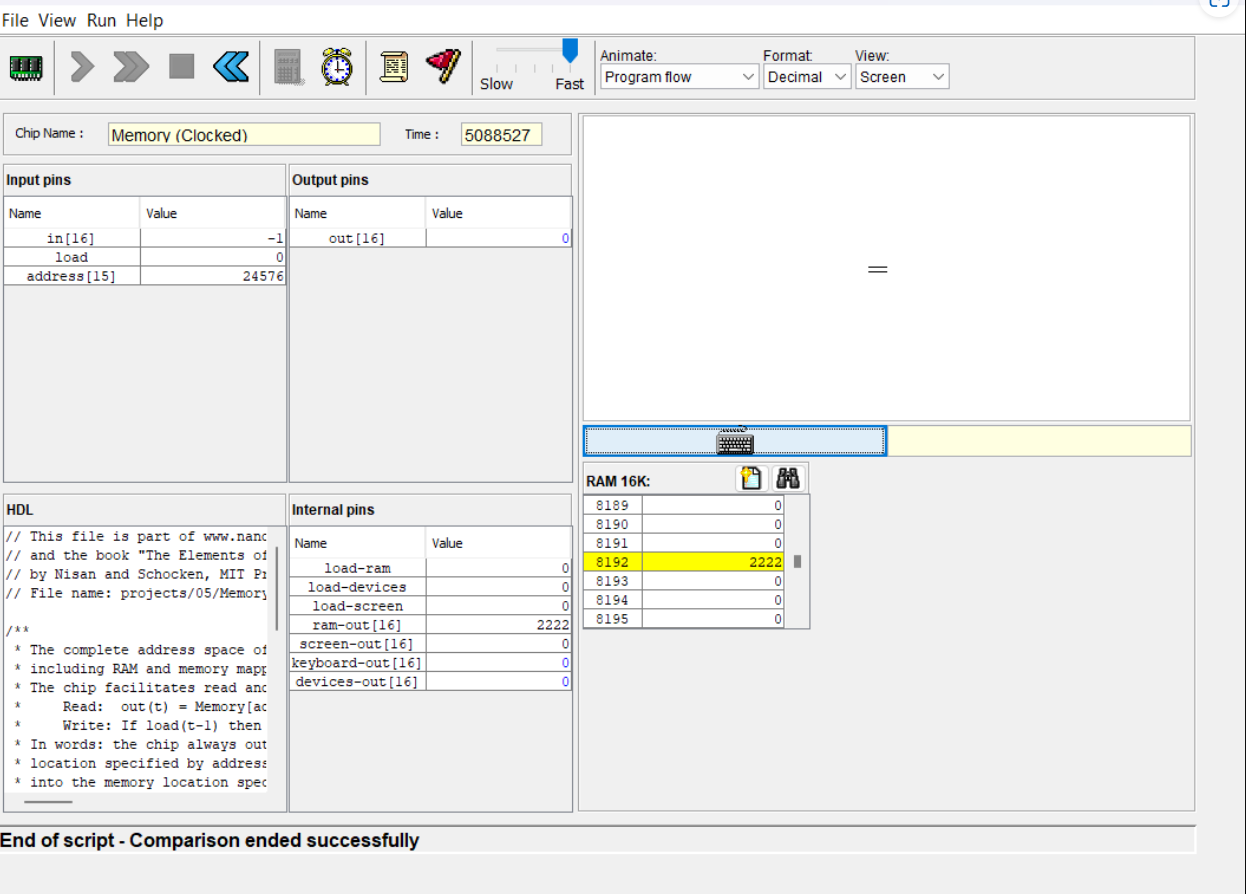 File View Run Help
Slow Fast
Animate:
Program flow
Format:
Decimal
View:
Screen
Chip Name :
Memory (Clocked)
Time :
5088527
Input pins
Name Value
in[16] -1
load 0
address[15] 24576
Output pins
Name Value
out[16] 0
HDL
// This file is part of www.nand
// and the book "The Elements of
// by Nisan and Schocken, MIT Pr
// File name: projects/05/Memory
/**
* The complete address space of
* including RAM and memory mapp
* The chip facilitates read and
* Read: out(t) = Memory[ad
* Write: If load(t-1) then
* In words: the chip always out
* location specified by address
* into the memory location spec
Internal pins
Name Value
load-ram 0
load-devices 0
load-screen 0
ram-out[16] 2222
screen-out[16] 0
keyboard-out[16] 0
devices-out[16] 0
RAM 16K:
8189 0
8190 0
8191 0
8192 2222
8193 0
8194 0
8195 0
End of script - Comparison ended successfully